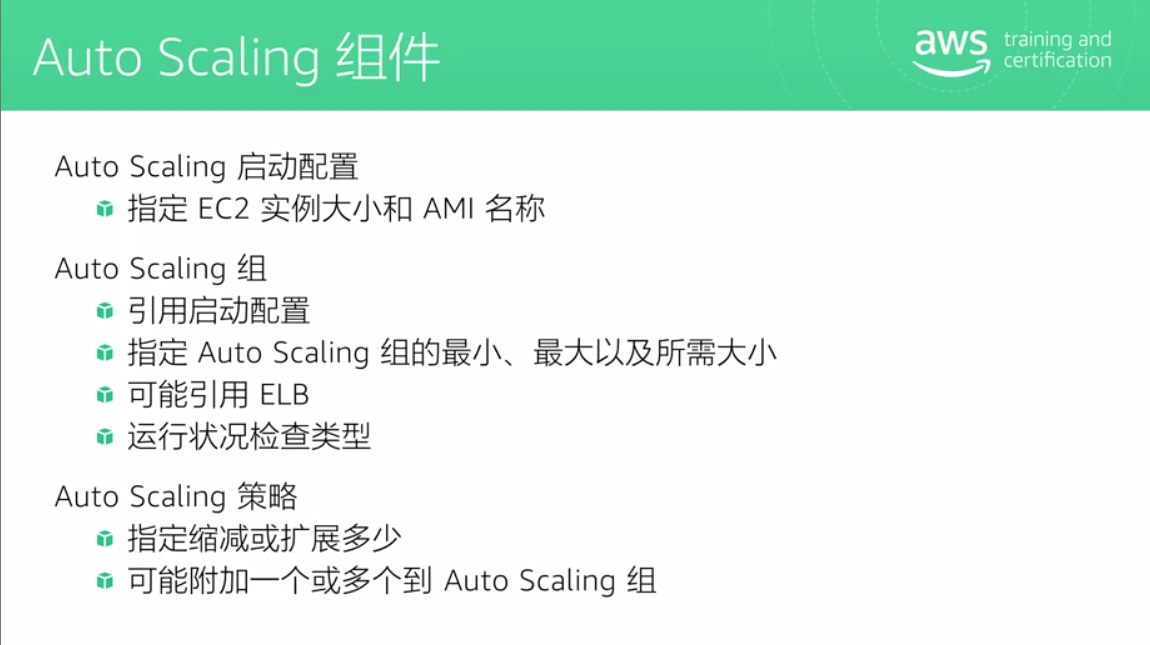 Auto Scaling 组件
aws training and
certification
Auto Scaling 启动配置
指定 EC2 实例大小和 AMI 名称
Auto Scaling 组
引用启动配置
指定 Auto Scaling 组的最小、最大以及所需大小
可能引用 ELB
运行状况检查类型
Auto Scaling 策略
指定缩减或扩展多少
可能附加一个或多个到 Auto Scaling 组